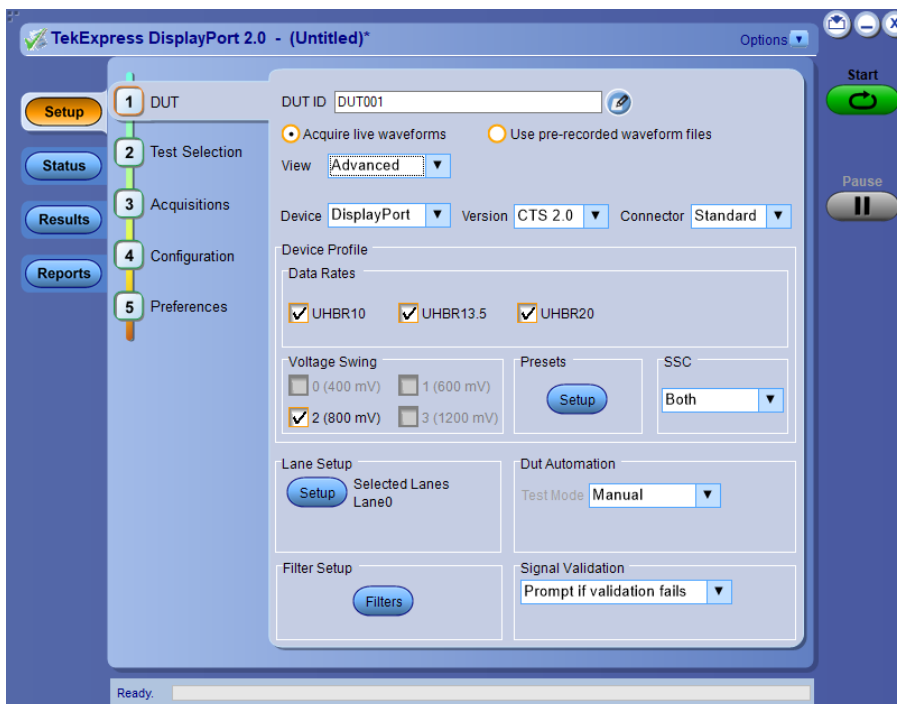 TekExpress DisplayPort 2.0 - (Untitled)*
Options
X
Start
Pause
Setup
Status
Results
Reports
1 DUT
2 Test Selection
3 Acquisitions
4 Configuration
5 Preferences
DUT ID DUT001
Acquire live waveforms Use pre-recorded waveform files
View Advanced
Device DisplayPort Version CTS 2.0 Connector Standard
Device Profile
Data Rates
UHBR10 UHBR13.5 UHBR20
Voltage Swing
0 (400 mV) 1 (600 mV)
2 (800 mV) 3 (1200 mV)
Presets
Setup
SSC
Both
Lane Setup
Setup
Selected Lanes
Lane0
Dut Automation
Test Mode Manual
Filter Setup
Filters
Signal Validation
Prompt if validation fails
Ready.